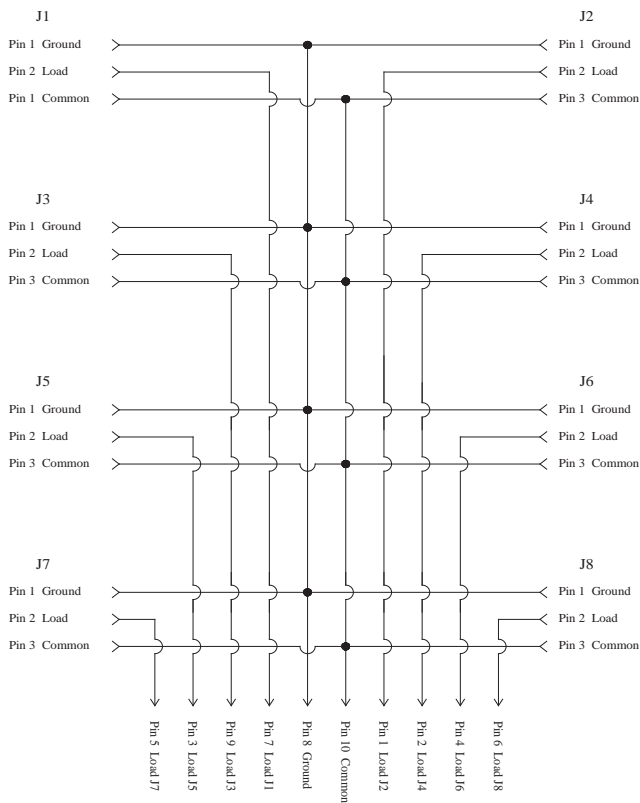 J1
Pin 1 Ground
Pin 2 Load
Pin 1 Common
J2
Pin 1 Ground
Pin 2 Load
Pin 3 Common
J3
Pin 1 Ground
Pin 2 Load
Pin 3 Common
J4
Pin 1 Ground
Pin 2 Load
Pin 3 Common
J5
Pin 1 Ground
Pin 2 Load
Pin 3 Common
J6
Pin 1 Ground
Pin 2 Load
Pin 3 Common
J7
Pin 1 Ground
Pin 2 Load
Pin 3 Common
J8
Pin 1 Ground
Pin 2 Load
Pin 3 Common
Pin 5 Load J7
Pin 3 Load J5
Pin 9 Load J3
Pin 7 Load J1
Pin 8 Ground
Pin 10 Common
Pin 1 Load J2
Pin 2 Load J4
Pin 4 Load J6
Pin 6 Load J8